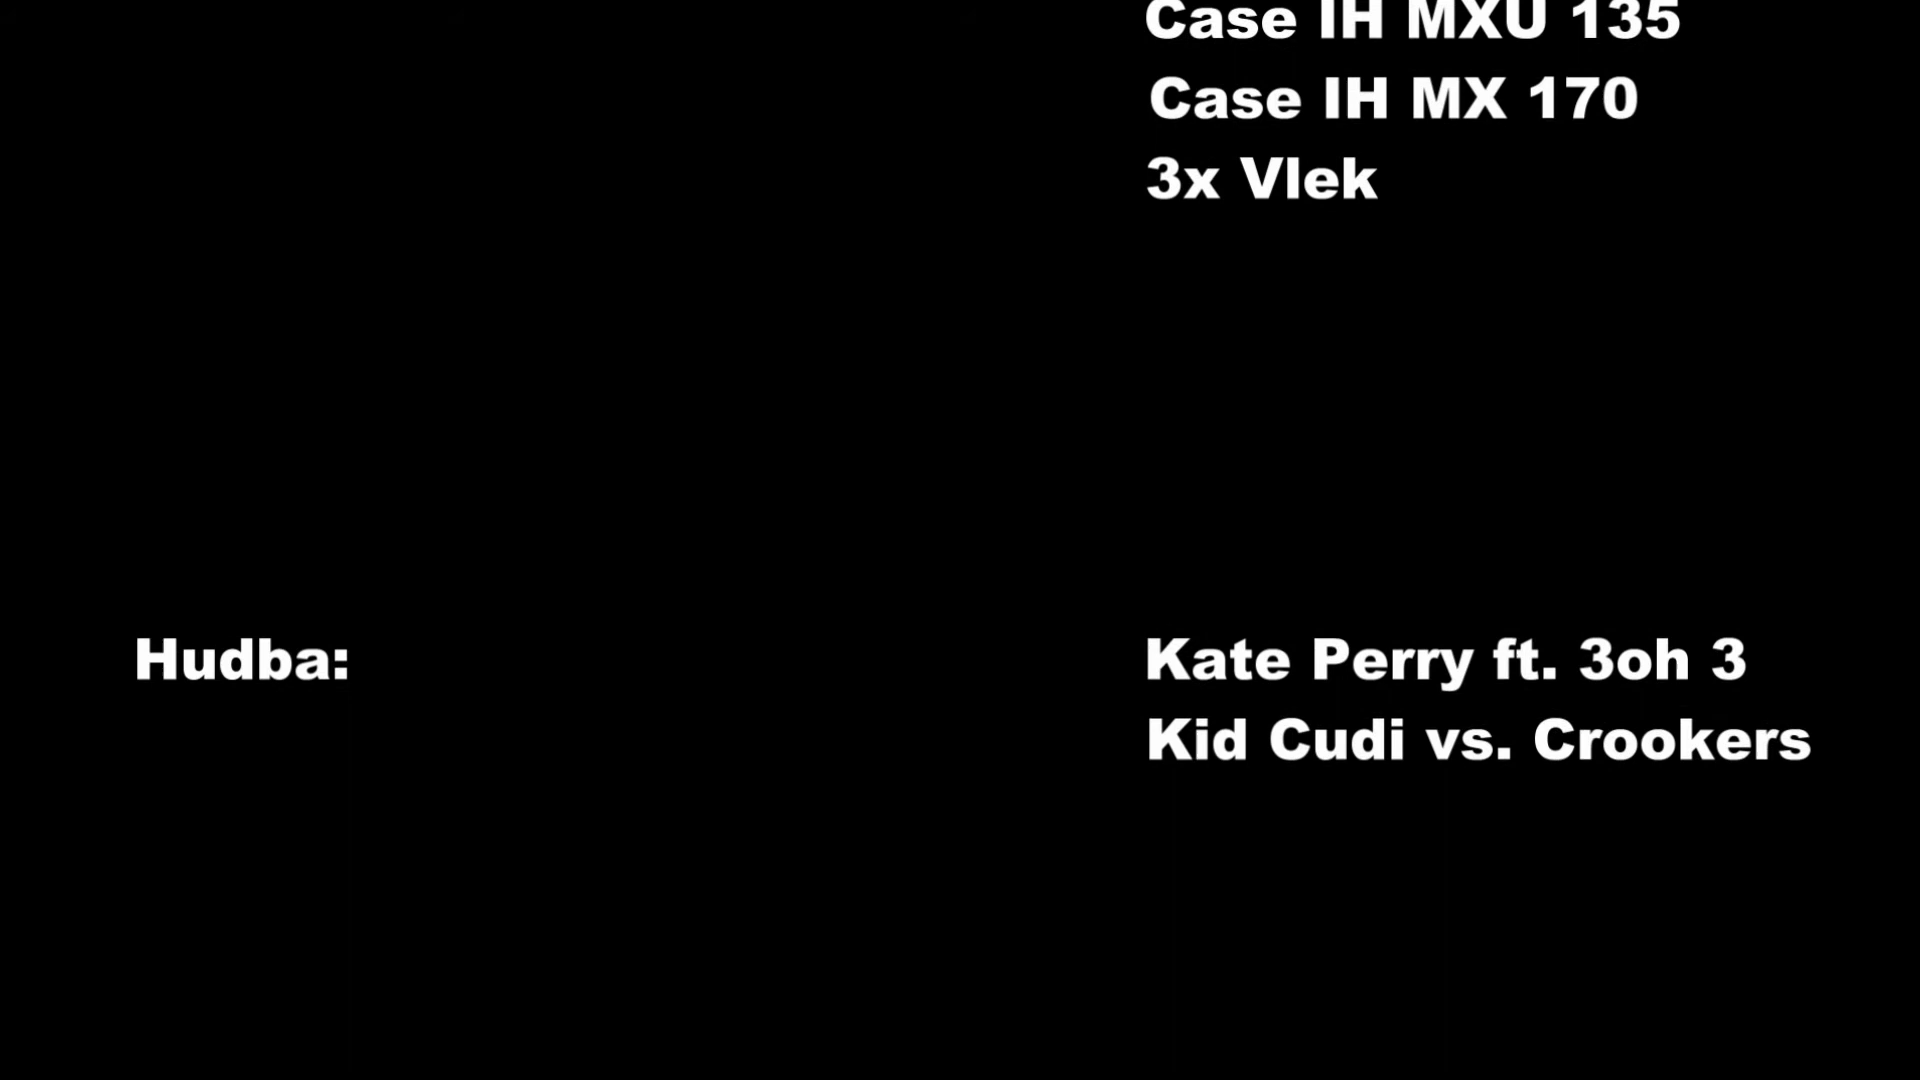 Case IH MXU 135
Case IH MX 170
3x Vlek
Hudba: Kate Perry ft. 3oh 3
Kid Cudi vs. Crookers